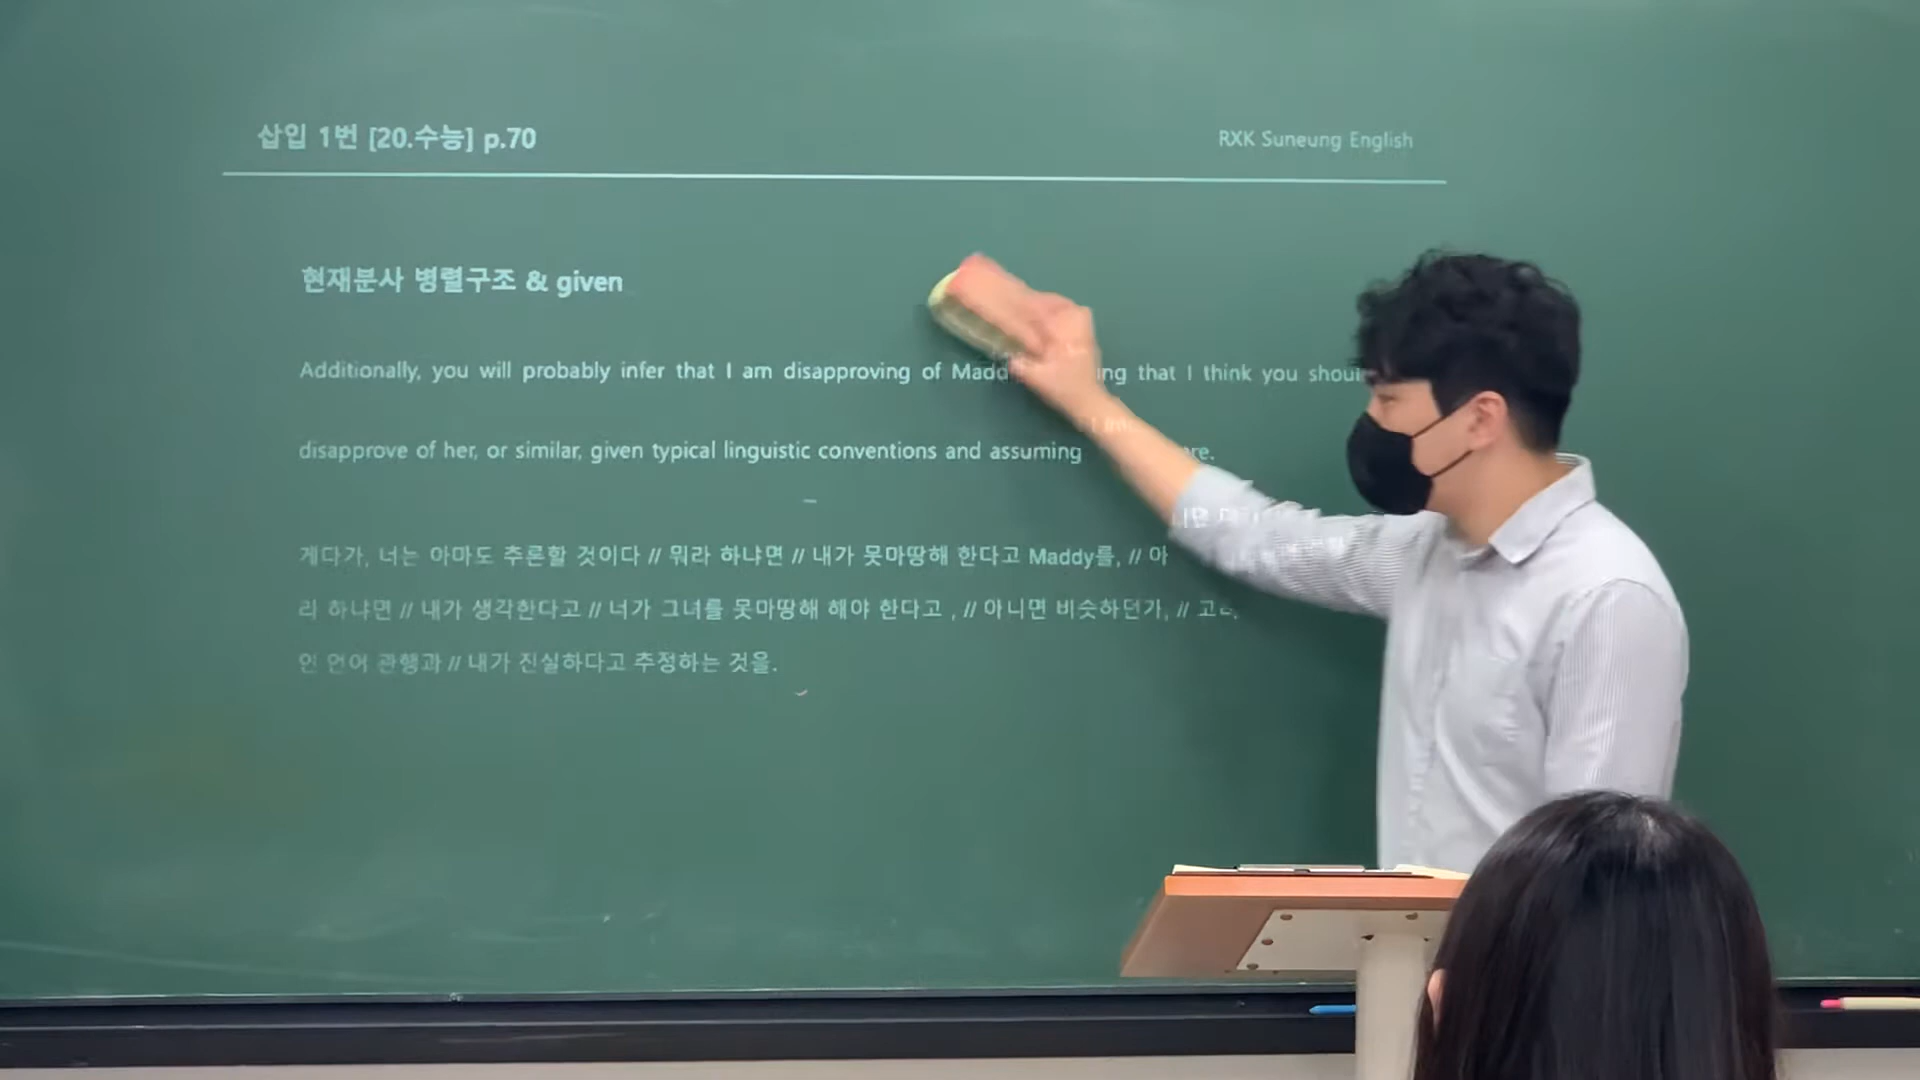 삽입 1번 [20.수능] p.70
RXK Suneung English
현재분사 병렬구조 & given
Additionally, you will probably infer that I am disapproving of that I think you
disapprove of her, or similar, given typical linguistic conventions and assuming
게다가, 너는 아마도 추론할 것이다 // 뭐라 하냐면 // 내가 못마땅해 한다고 Maddy를, // 아
라 하냐면 // 내가 생각한다고 // 너가 그녀를 못마땅해 해야 한다고 , // 아니면 비슷하던가, //
인 언어 관행과 // 내가 진실하다고 추정하는 것을.